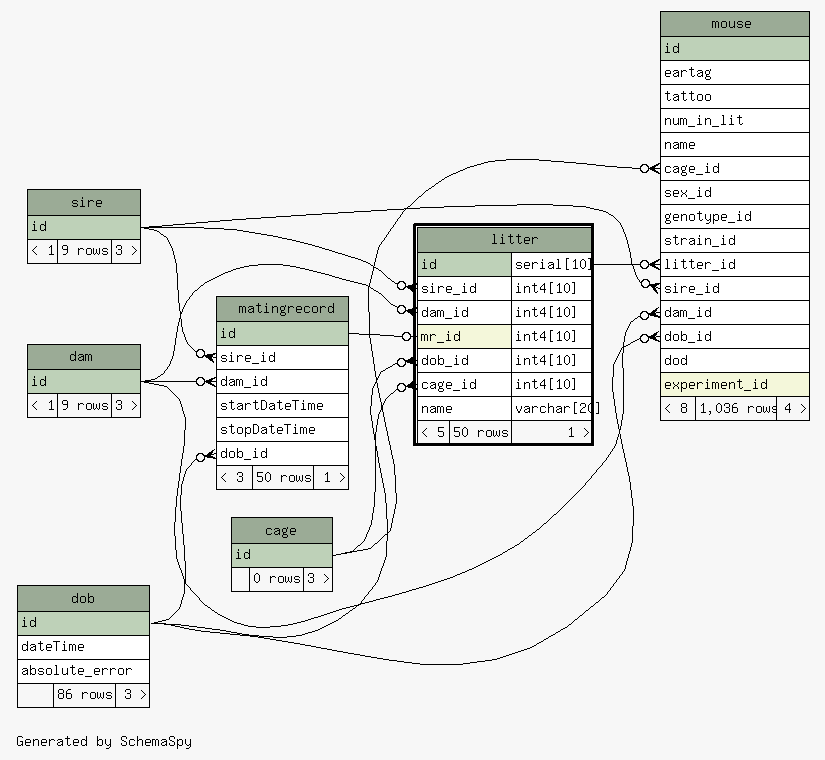 mouse
id
eartag
tattoo
num_in_lit
name
cage_id
sex_id
genotype_id
strain_id
litter_id
sire_id
dam_id
dob_id
dod
experiment_id
< 8 1,036 rows 4 >
sire
id
< 1 9 rows 3 >
litter
id serial[10]
sire_id int4[10]
dam_id int4[10]
mr_id int4[10]
dob_id int4[10]
cage_id int4[10]
name varchar[20]
< 5 50 rows 1 >
matingrecord
id
sire_id
dam_id
startDateTime
stopDateTime
dob_id
< 3 50 rows 1 >
dam
id
< 1 9 rows 3 >
cage
id
0 rows 3 >
dob
id
dateTime
absolute_error
86 rows 3 >
Generated by SchemaSpy